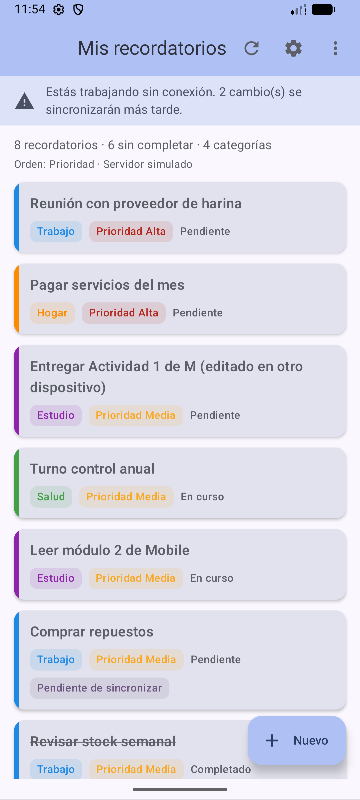 11:54
Mis recordatorios
Estás trabajando sin conexión. 2 cambio(s) se
sincronizarán más tarde.
8 recordatorios · 6 sin completar · 4 categorías
Orden: Prioridad · Servidor simulado
Reunión con proveedor de harina
Trabajo Prioridad Alta Pendiente
Pagar servicios del mes
Hogar Prioridad Alta Pendiente
Entregar Actividad 1 de M (editado en otro
dispositivo)
Estudio Prioridad Media Pendiente
Turno control anual
Salud Prioridad Media En curso
Leer módulo 2 de Mobile
Estudio Prioridad Media En curso
Comprar repuestos
Trabajo Prioridad Media Pendiente
Pendiente de sincronizar
Revisar stock semanal
Trabajo Prioridad Media Completado
+ Nuevo